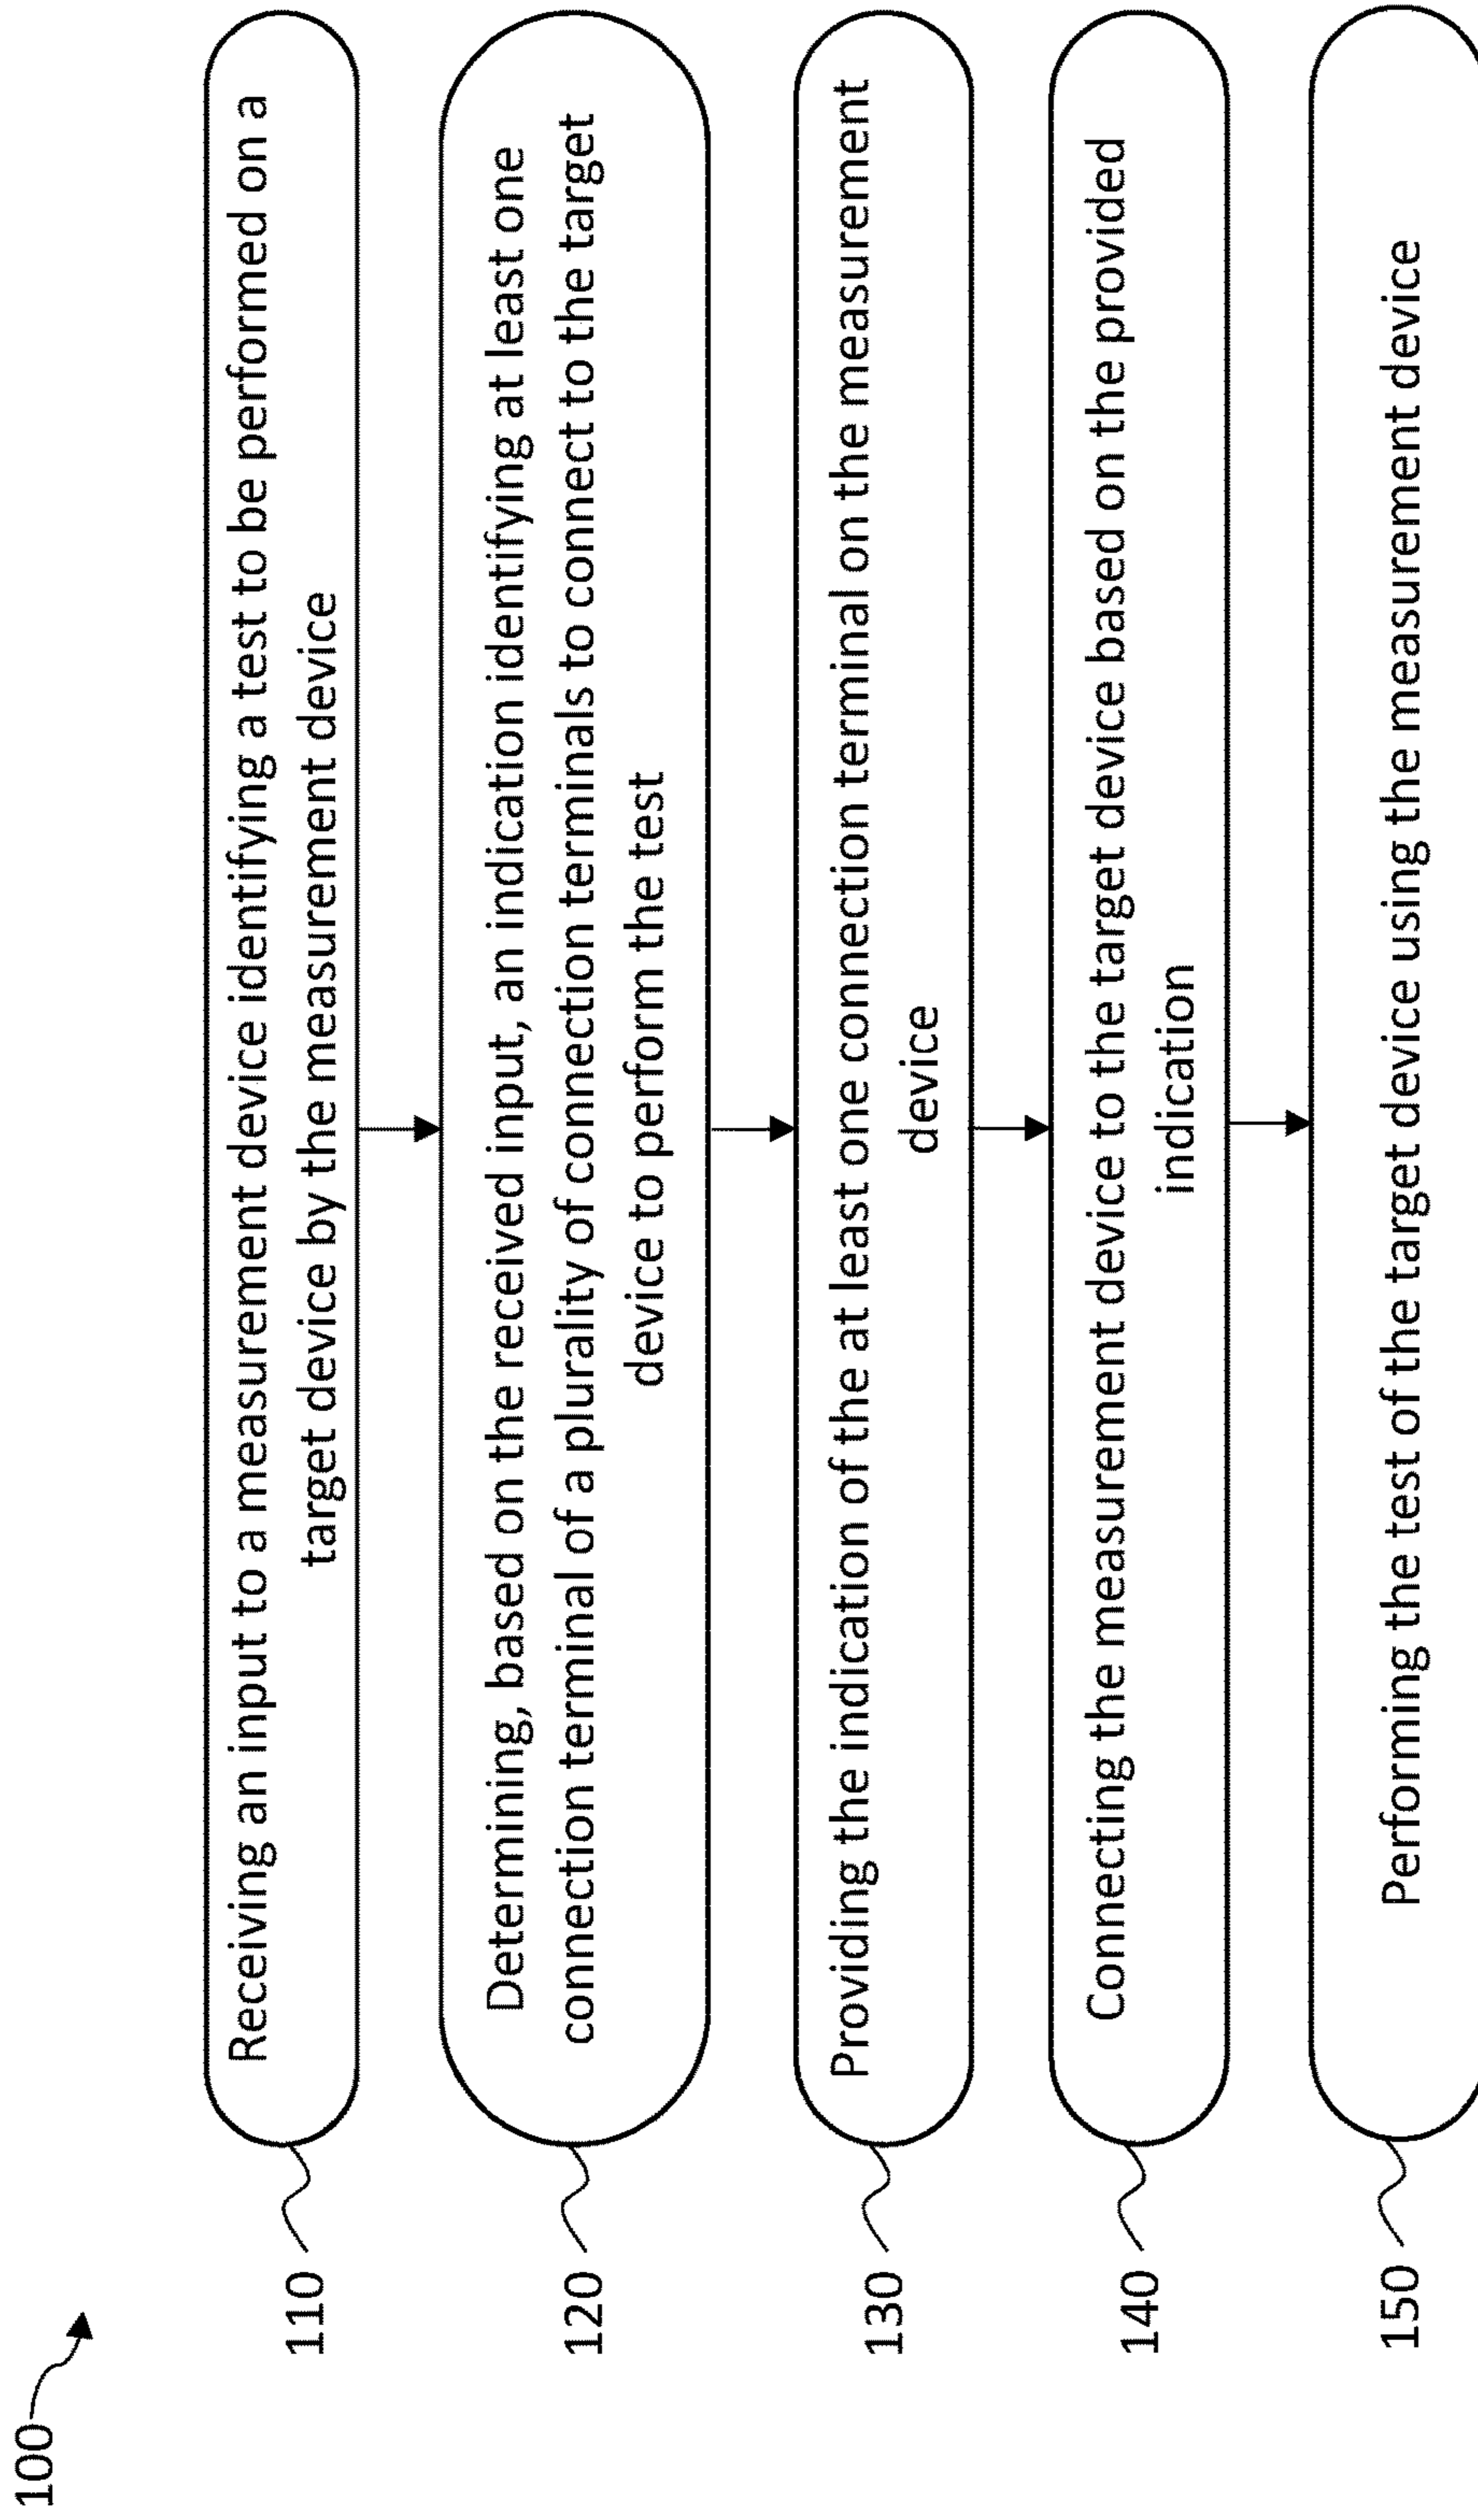 100
110
Receiving an input to a measurement device identifying a test to be performed on a
target device by the measurement device
120
Determining, based on the received input, an indication identifying at least one
connection terminal of a plurality of connection terminals to connect to the target
device to perform the test
130
Providing the indication of the at least one connection terminal on the measurement
device
140
Connecting the measurement device to the target device based on the provided
indication
150
Performing the test of the target device using the measurement device